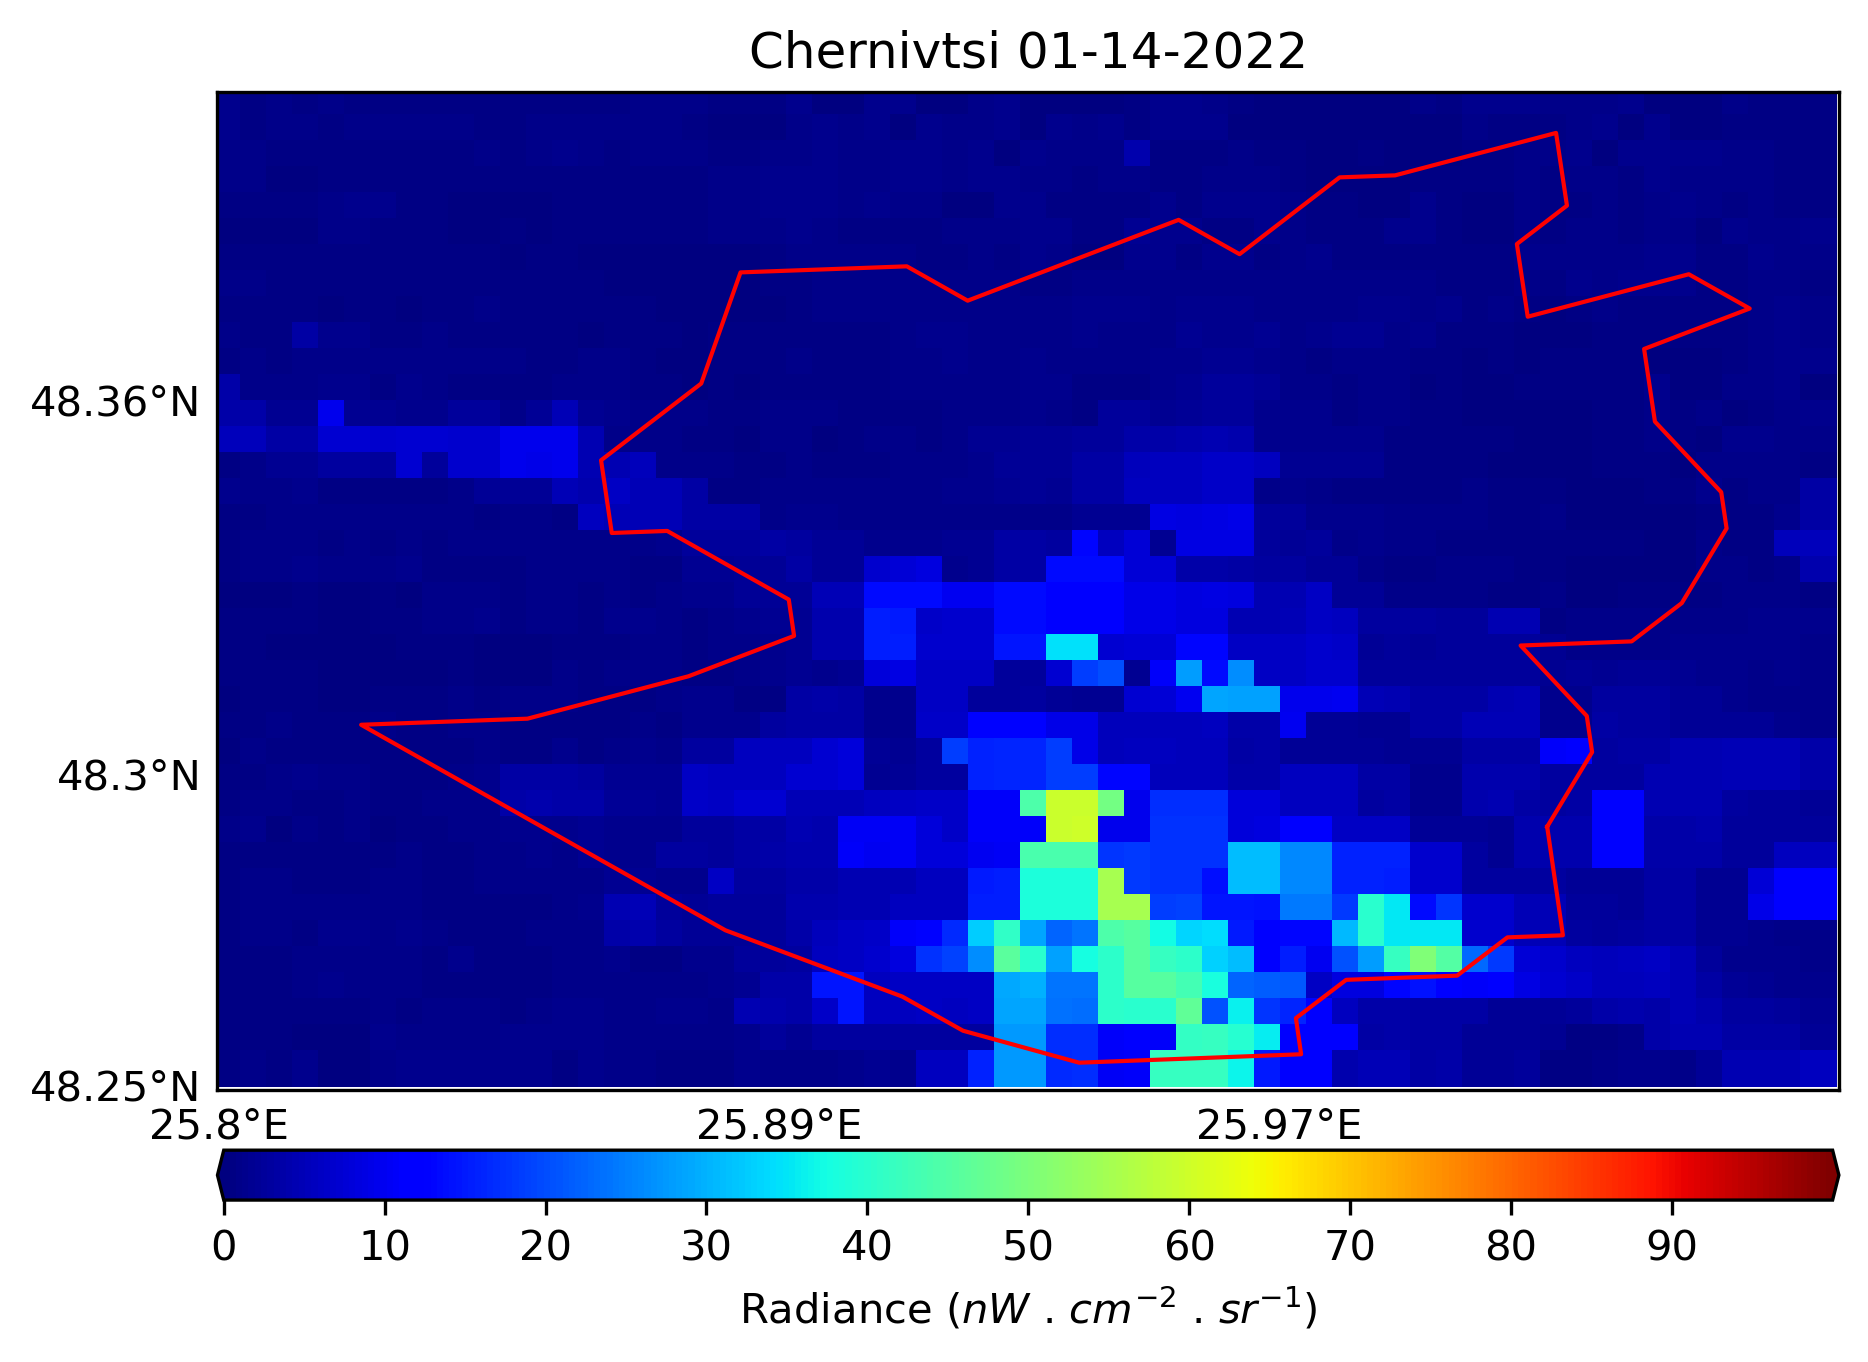 Chernivtsi 01-14-2022
48.36°N
48.3°N
48.25°N
25.8°E 25.89°E 25.97°E
0 10 20 30 40 50 60 70 80 90
Radiance (nW . cm⁻² . sr⁻¹)